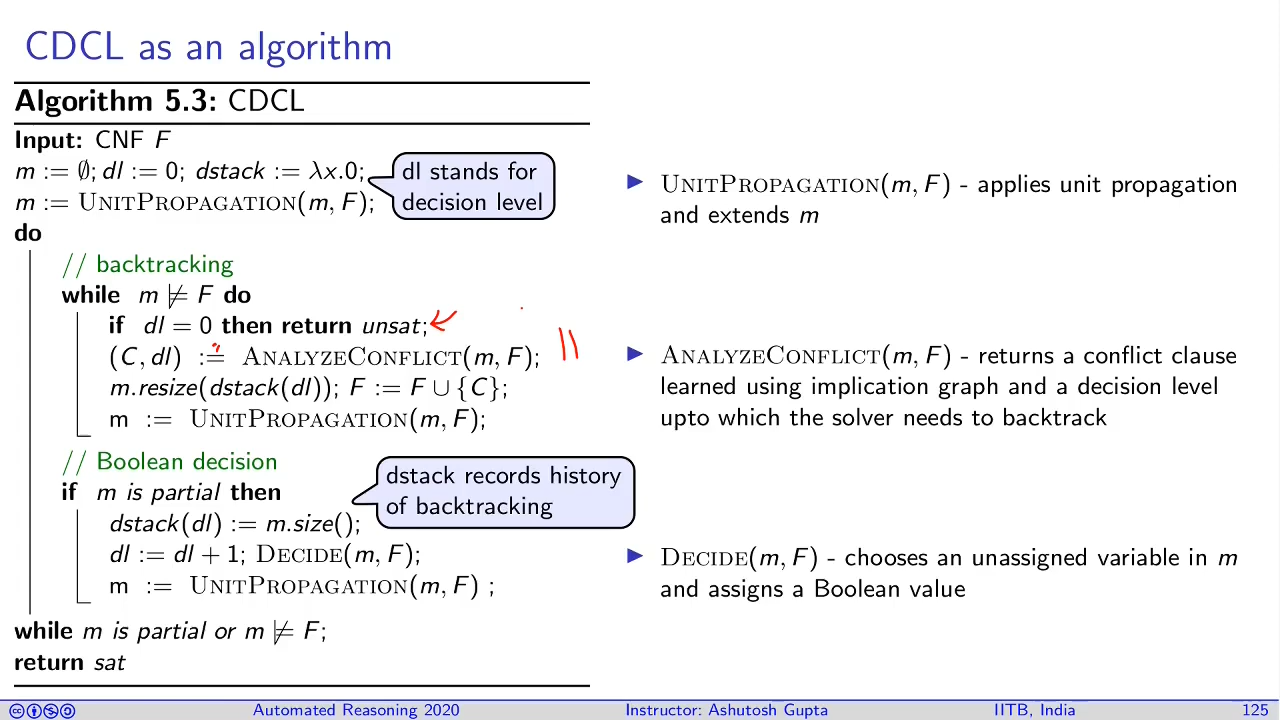 CDCL as an algorithm
Algorithm 5.3: CDCL
Input: CNF F
m := ∅; dl := 0; dstack := λx.0;
m := UnitPropagation(m, F);
dl stands for
decision level
do
// backtracking
while m ⊭ F do
if dl = 0 then return unsat;
(C, dl) := AnalyzeConflict(m, F);
m.resize(dstack(dl)); F := F ∪ {C};
m := UnitPropagation(m, F);
// Boolean decision
if m is partial then
dstack records history
of backtracking
dstack(dl) := m.size();
dl := dl + 1; Decide(m, F);
m := UnitPropagation(m, F) ;
while m is partial or m ⊭ F;
return sat
▶ UnitPropagation(m, F) - applies unit propagation
and extends m
▶ AnalyzeConflict(m, F) - returns a conflict clause
learned using implication graph and a decision level
upto which the solver needs to backtrack
▶ Decide(m, F) - chooses an unassigned variable in m
and assigns a Boolean value
Automated Reasoning 2020 Instructor: Ashutosh Gupta IITB, India 125